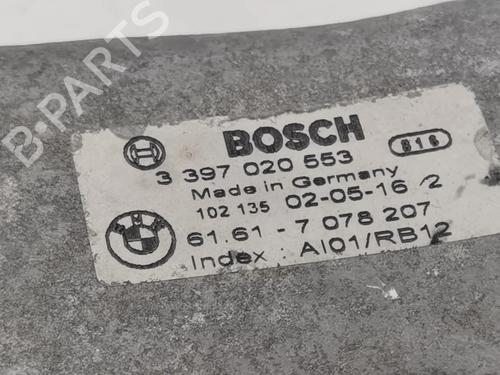 BOSCH
3 397 020 553
816
Made in Germany
102 135 02-05-16 / 2
61.61 - 7 078 207
Index : AI01/RB12
B-PARTS